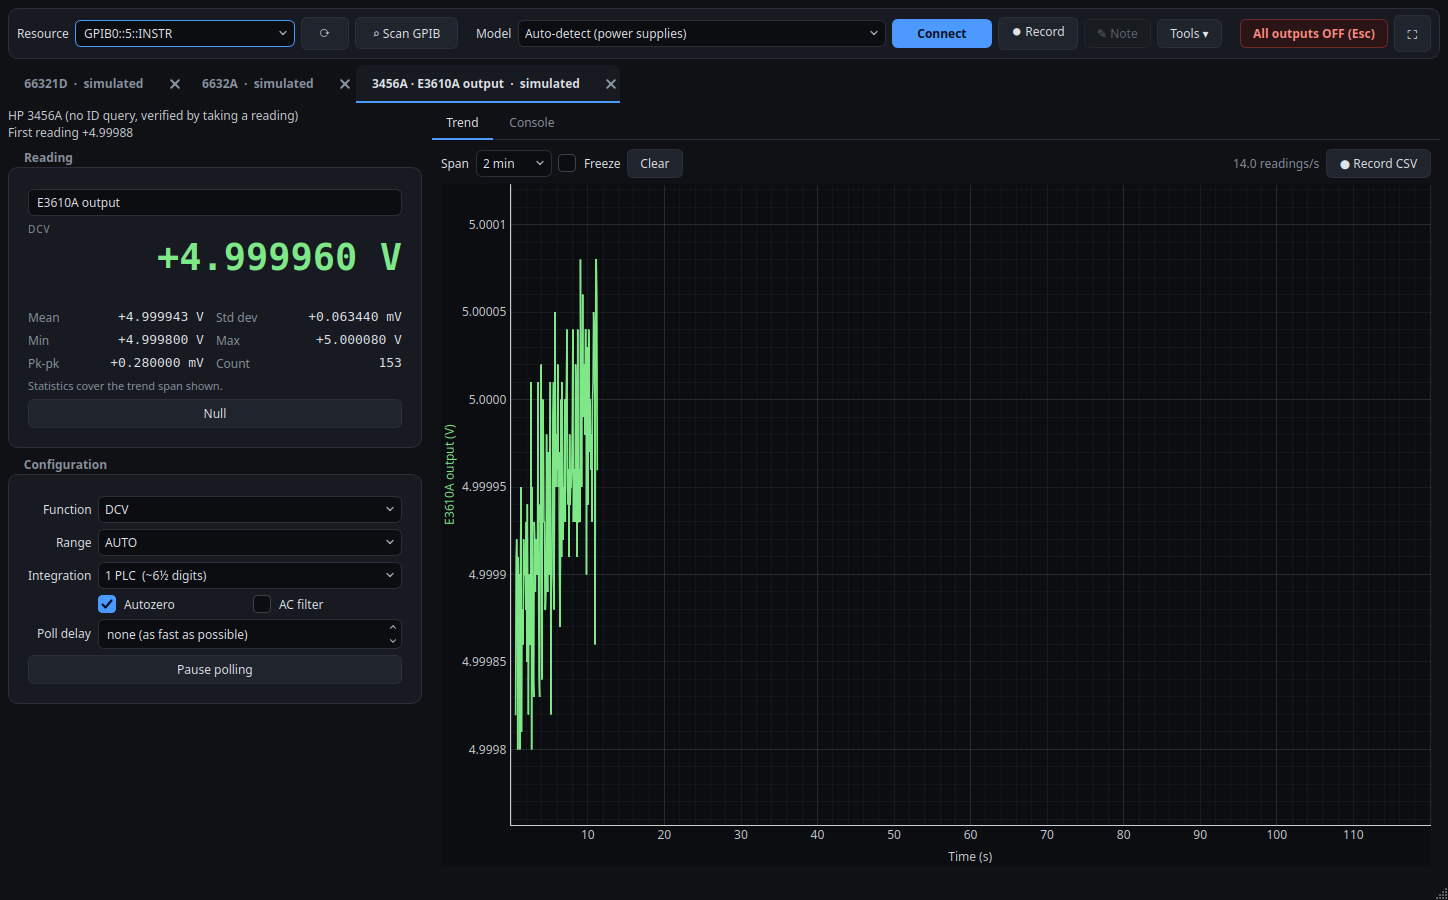 Resource GPIB0::5::INSTR ⟳ ⌕ Scan GPIB Model Auto-detect (power supplies) Connect ● Record ✎ Note Tools ▾ All outputs OFF (Esc) ⛶
66321D · simulated ✕ 6632A · simulated ✕ 3456A · E3610A output · simulated ✕
HP 3456A (no ID query, verified by taking a reading)
First reading +4.99988
Reading
E3610A output
DCV
+4.999960 V
Mean +4.999943 V Std dev +0.063440 mV
Min +4.999800 V Max +5.000080 V
Pk-pk +0.280000 mV Count 153
Statistics cover the trend span shown.
Null
Configuration
Function DCV
Range AUTO
Integration 1 PLC (~6½ digits)
Autozero AC filter
Poll delay none (as fast as possible)
Pause polling
Trend Console
Span 2 min Freeze Clear 14.0 readings/s ● Record CSV
E3610A output (V)
5.0001
5.00005
5.0000
4.99995
4.9999
4.99985
4.9998
10 20 30 40 50 60 70 80 90 100 110
Time (s)